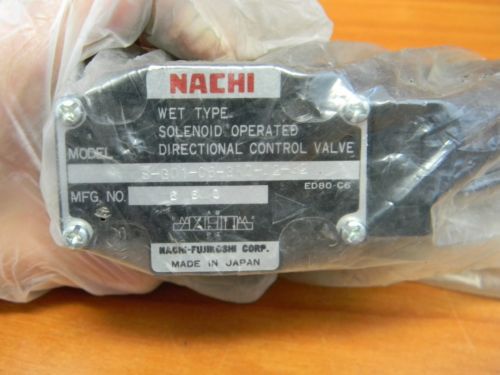 NACHI
WET TYPE
SOLENOID OPERATED
MODEL DIRECTIONAL CONTROL VALVE
ED80-C6
MFG. NO.
NACHI-FUJIKOSHI CORP.
MADE IN JAPAN